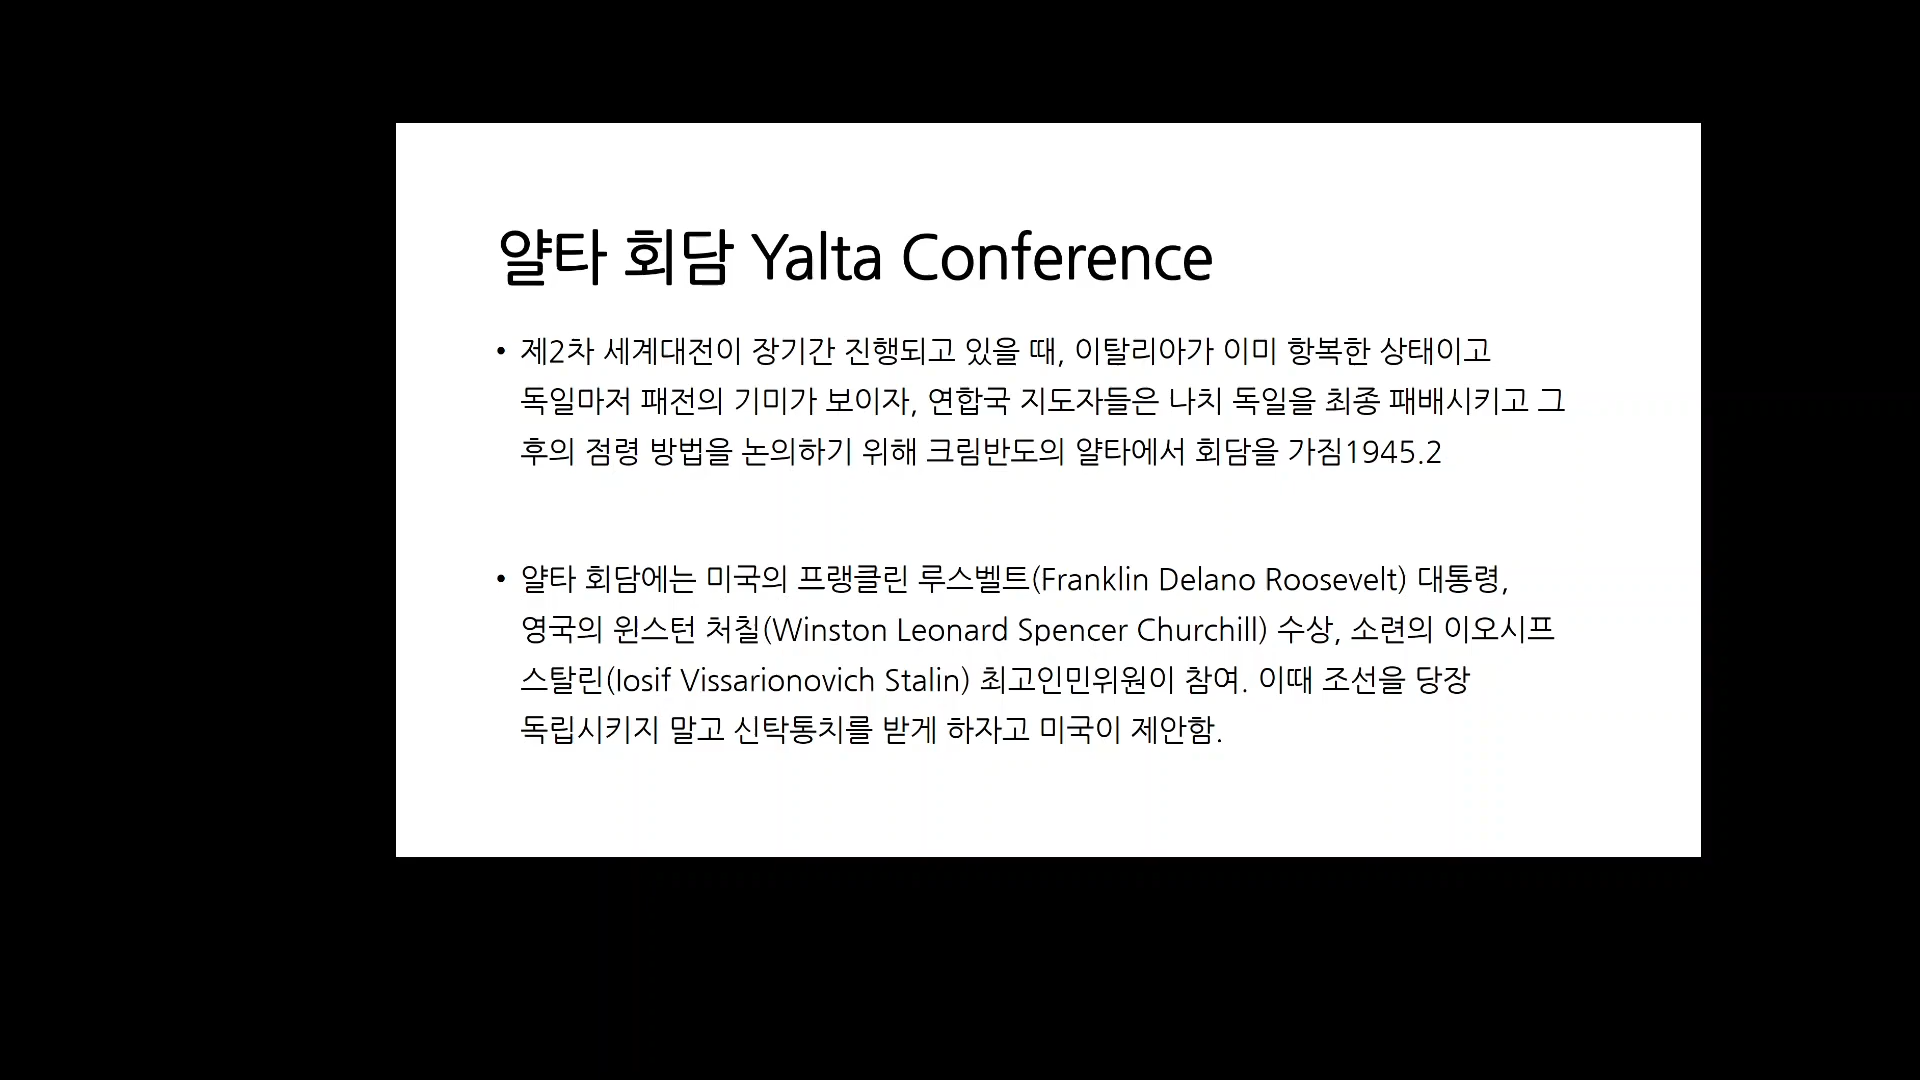 얄타 회담 Yalta Conference
• 제2차 세계대전이 장기간 진행되고 있을 때, 이탈리아가 이미 항복한 상태이고
독일마저 패전의 기미가 보이자, 연합국 지도자들은 나치 독일을 최종 패배시키고 그
후의 점령 방법을 논의하기 위해 크림반도의 얄타에서 회담을 가짐1945.2
• 얄타 회담에는 미국의 프랭클린 루스벨트(Franklin Delano Roosevelt) 대통령,
영국의 윈스턴 처칠(Winston Leonard Spencer Churchill) 수상, 소련의 이오시프
스탈린(Iosif Vissarionovich Stalin) 최고인민위원이 참여. 이때 조선을 당장
독립시키지 말고 신탁통치를 받게 하자고 미국이 제안함.